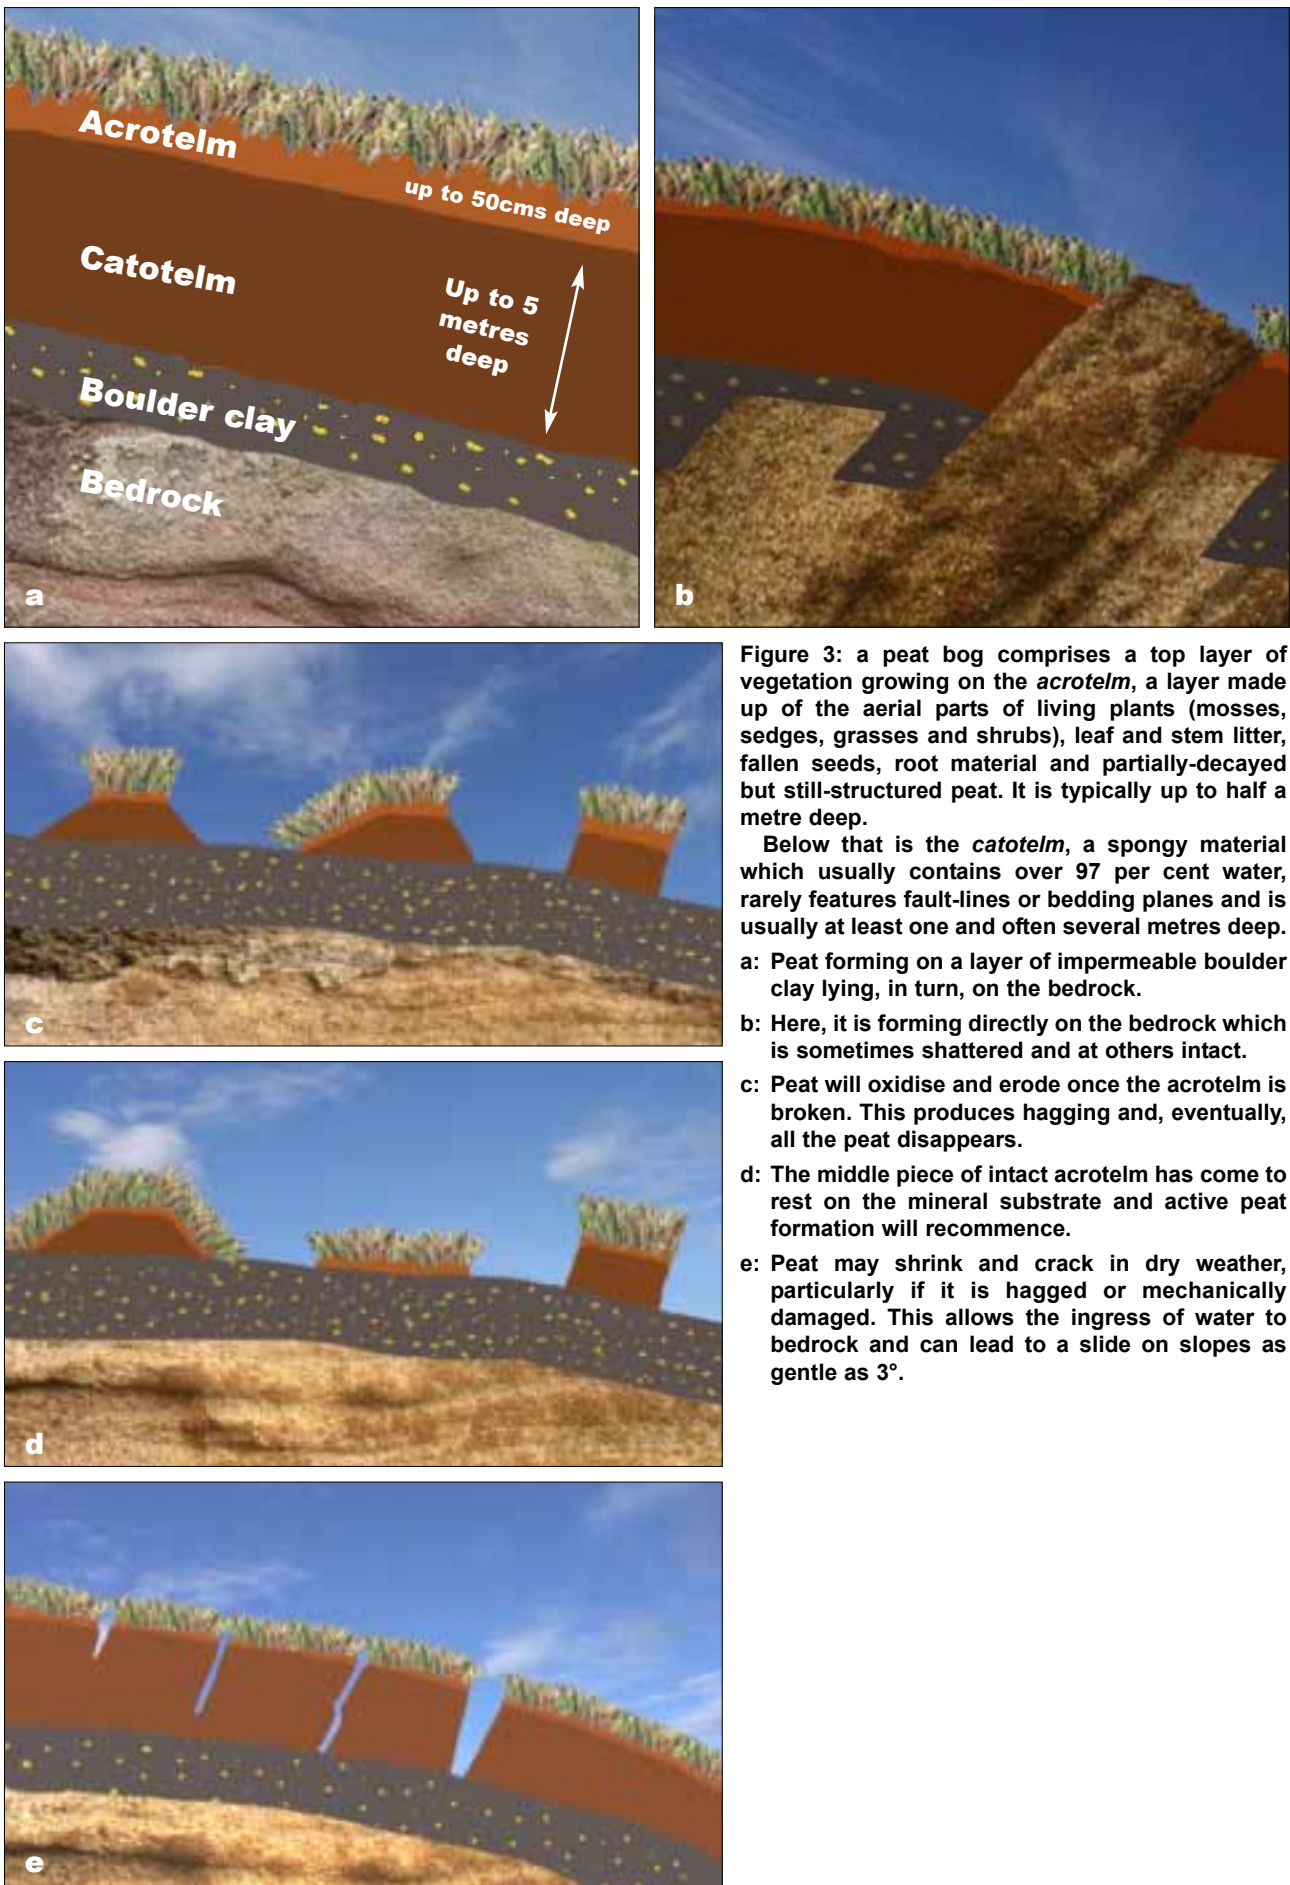 Acrotelm
up to 50cms deep
Catotelm
Up to 5
metres
deep
Boulder clay
Bedrock
a
b
c
d
e
Figure 3: a peat bog comprises a top layer of
vegetation growing on the acrotelm, a layer made
up of the aerial parts of living plants (mosses,
sedges, grasses and shrubs), leaf and stem litter,
fallen seeds, root material and partially-decayed
but still-structured peat. It is typically up to half a
metre deep.
Below that is the catotelm, a spongy material
which usually contains over 97 per cent water,
rarely features fault-lines or bedding planes and is
usually at least one and often several metres deep.
a: Peat forming on a layer of impermeable boulder
clay lying, in turn, on the bedrock.
b: Here, it is forming directly on the bedrock which
is sometimes shattered and at others intact.
c: Peat will oxidise and erode once the acrotelm is
broken. This produces hagging and, eventually,
all the peat disappears.
d: The middle piece of intact acrotelm has come to
rest on the mineral substrate and active peat
formation will recommence.
e: Peat may shrink and crack in dry weather,
particularly if it is hagged or mechanically
damaged. This allows the ingress of water to
bedrock and can lead to a slide on slopes as
gentle as 3°.